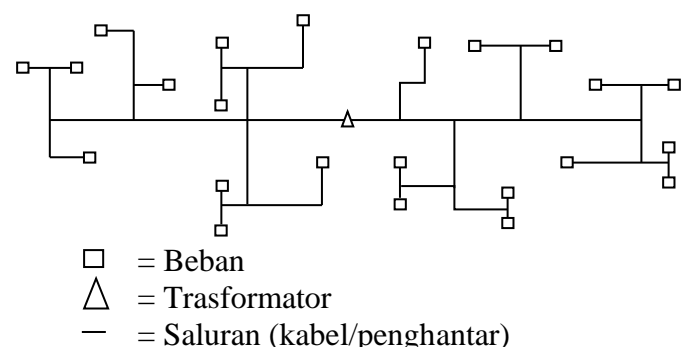 = Beban
= Trasformator
= Saluran (kabel/penghantar)